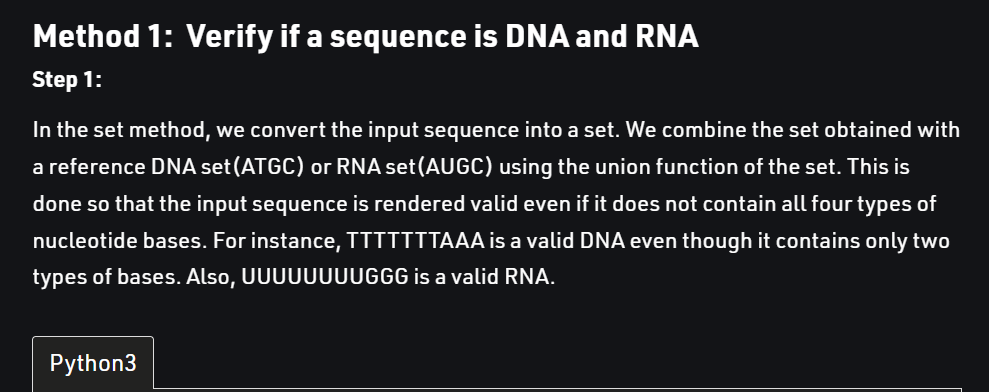 Method 1:  Verify if a sequence is DNA and RNA
Step 1:
In the set method, we convert the input sequence into a set. We combine the set obtained with
a reference DNA set(ATGC) or RNA set(AUGC) using the union function of the set. This is
done so that the input sequence is rendered valid even if it does not contain all four types of
nucleotide bases. For instance, TTTTTTTAAA is a valid DNA even though it contains only two
types of bases. Also, UUUUUUUUGGG is a valid RNA.
Python3